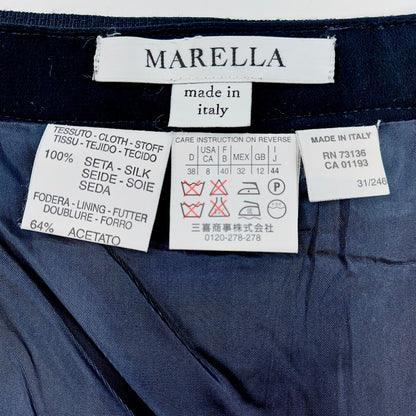 MARELLA
made in
italy
TESSUTO - CLOTH - STOFF
TISSU - TEJIDO - TECIDO
100% SETA - SILK
SEIDE - SOIE
SEDA
FODERA - LINING - FUTTER
DOUBLURE - FORRO
64% ACETATO
CARE INSTRUCTION ON REVERSE
D USA CA F B MEX GB I J
38 8 40 32 12 44
P
三喜商事株式会社
0120-278-278
MADE IN ITALY
RN 73136
CA 01193
31/246